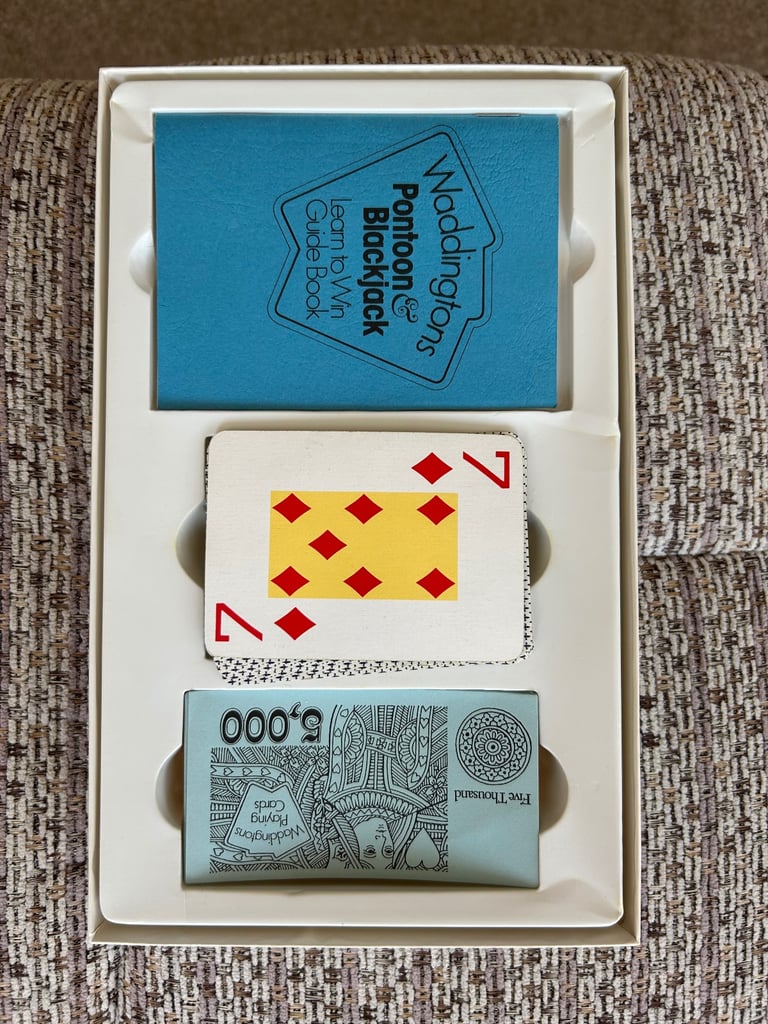 Waddingtons
Pontoon &
Blackjack
Learn to Win
Guide Book
7
7
5,000
Five Thousand
Waddingtons
Playing
Cards